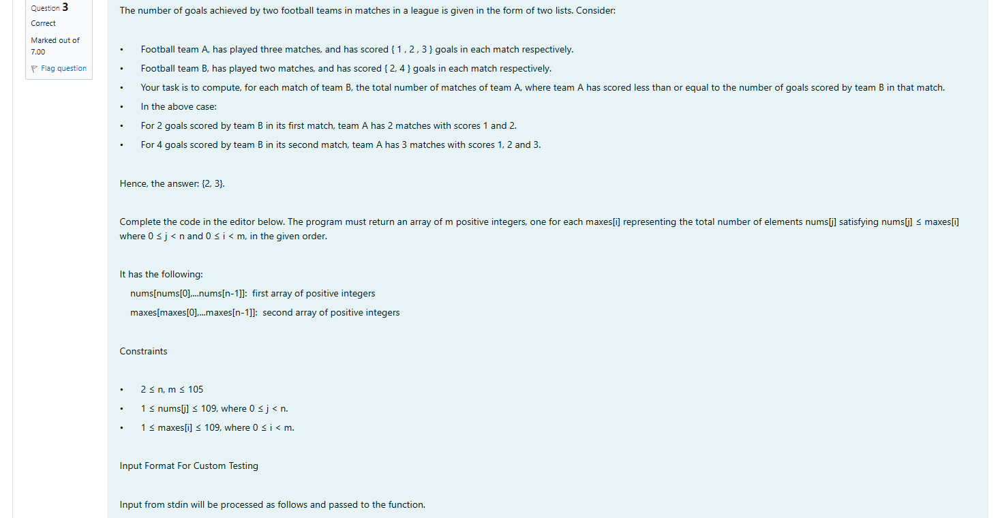 Question 3
Correct
Marked out of
7.00
Flag question
The number of goals achieved by two football teams in matches in a league is given in the form of two lists. Consider:
• Football team A, has played three matches, and has scored { 1 , 2 , 3 } goals in each match respectively.
• Football team B, has played two matches, and has scored { 2, 4 } goals in each match respectively.
• Your task is to compute, for each match of team B, the total number of matches of team A, where team A has scored less than or equal to the number of goals scored by team B in that match.
• In the above case:
• For 2 goals scored by team B in its first match, team A has 2 matches with scores 1 and 2.
• For 4 goals scored by team B in its second match, team A has 3 matches with scores 1, 2 and 3.
Hence, the answer: {2, 3}.
Complete the code in the editor below. The program must return an array of m positive integers, one for each maxes[i] representing the total number of elements nums[j] satisfying nums[j] ≤ maxes[i]
where 0 ≤ j < n and 0 ≤ i < m, in the given order.
It has the following:
nums[nums[0],...nums[n-1]]: first array of positive integers
maxes[maxes[0],...maxes[n-1]]: second array of positive integers
Constraints
• 2 ≤ n, m ≤ 105
• 1 ≤ nums[j] ≤ 109, where 0 ≤ j < n.
• 1 ≤ maxes[i] ≤ 109, where 0 ≤ i < m.
Input Format For Custom Testing
Input from stdin will be processed as follows and passed to the function.